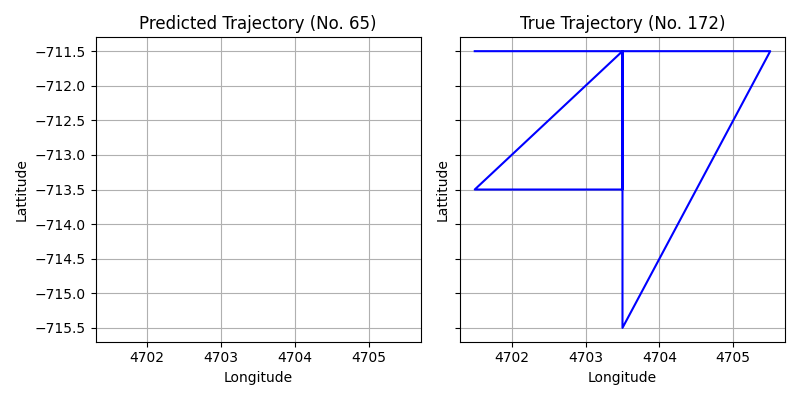 Predicted Trajectory (No. 65)
−711.5
−712.0
−712.5
−713.0
−713.5
−714.0
−714.5
−715.0
−715.5
Lattitude
4702 4703 4704 4705
Longitude
True Trajectory (No. 172)
Lattitude
4702 4703 4704 4705
Longitude